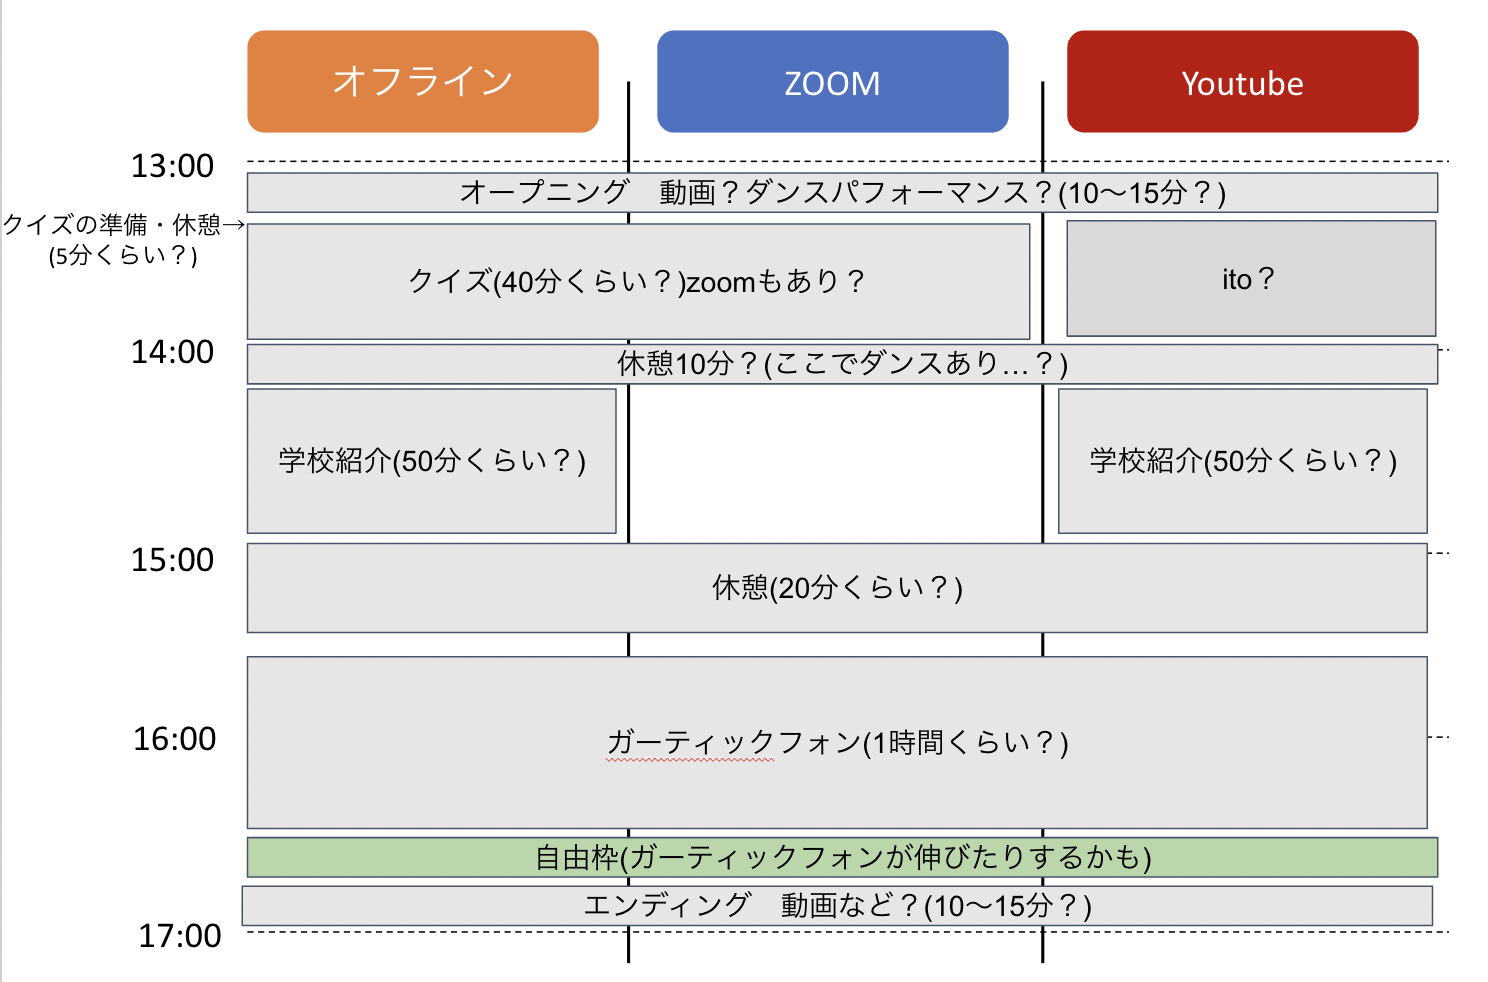 オフライン
ZOOM
Youtube
13:00
オープニング　動画？ダンスパフォーマンス？(10〜15分？)
クイズの準備・休憩→
(5分くらい？)
クイズ(40分くらい？)zoomもあり？
ito？
14:00
休憩10分？(ここでダンスあり…？)
学校紹介(50分くらい？)
学校紹介(50分くらい？)
15:00
休憩(20分くらい？)
16:00
ガーティックフォン(1時間くらい？)
自由枠(ガーティックフォンが伸びたりするかも)
エンディング　動画など？(10〜15分？)
17:00